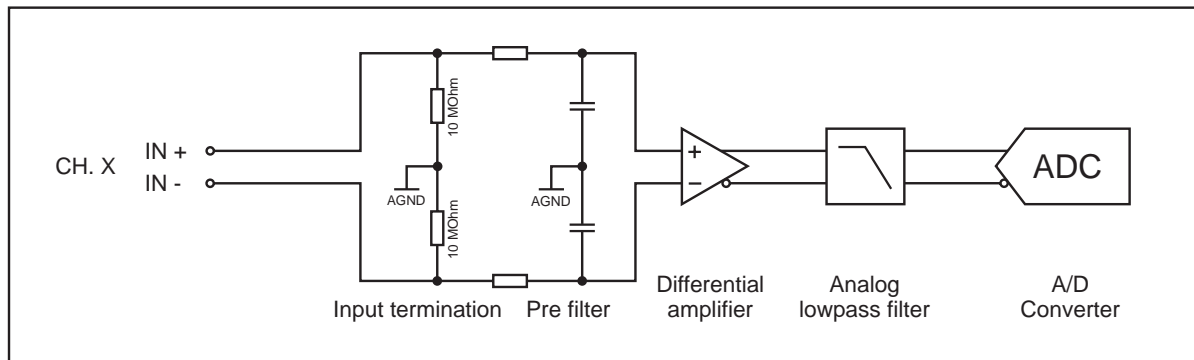 10 MOhm
CH. X
IN +
IN -
AGND
AGND
10 MOhm
+
−
ADC
Input termination
Pre filter
Differential
amplifier
Analog
lowpass filter
A/D
Converter